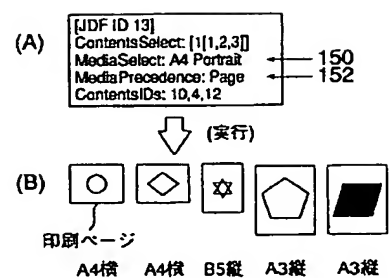 (A)
[JDF ID 13]
ContentsSelect: [1[1,2,3]]
MediaSelect: A4 Portrait
150
MediaPrecedence: Page
152
ContentsIDs: 10,4,12
(実行)
(B)
印刷ページ
A4横 A4横 B5縦 A3縦 A3縦